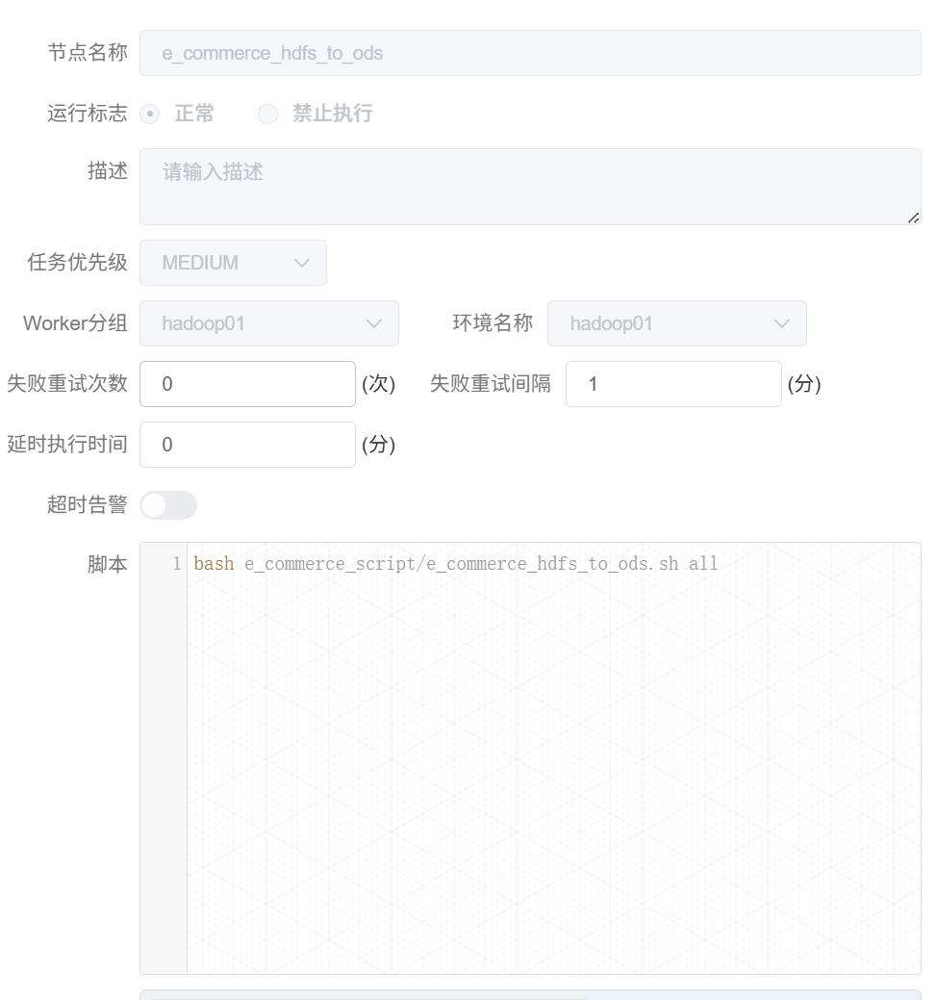 节点名称 e_commerce_hdfs_to_ods
运行标志 正常 禁止执行
描述 请输入描述
任务优先级 MEDIUM
Worker分组 hadoop01 环境名称 hadoop01
失败重试次数 0 (次) 失败重试间隔 1 (分)
延时执行时间 0 (分)
超时告警
脚本 1 bash e_commerce_script/e_commerce_hdfs_to_ods.sh all